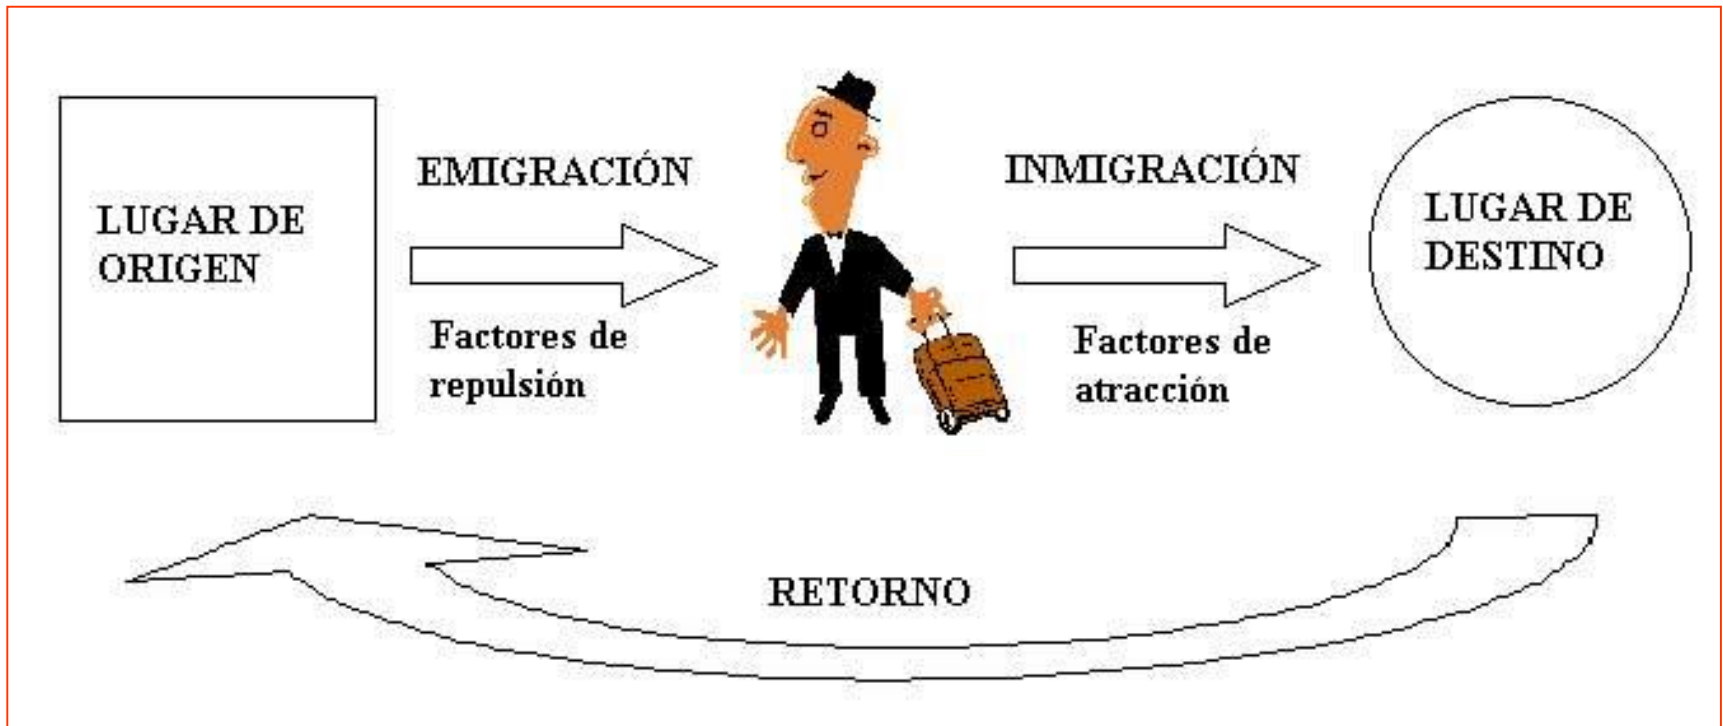 LUGAR DE
ORIGEN
EMIGRACIÓN
Factores de
repulsión
INMIGRACIÓN
Factores de
atracción
LUGAR DE
DESTINO
RETORNO